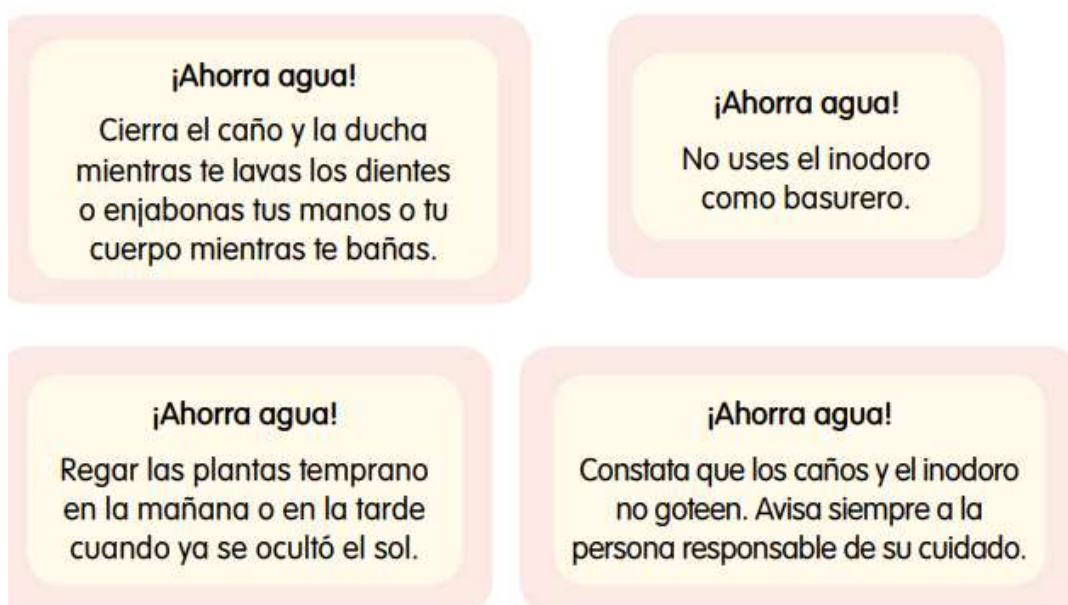 ¡Ahorra agua!
Cierra el caño y la ducha
mientras te lavas los dientes
o enjabonas tus manos o tu
cuerpo mientras te bañas.
¡Ahorra agua!
No uses el inodoro
como basurero.
¡Ahorra agua!
Regar las plantas temprano
en la mañana o en la tarde
cuando ya se ocultó el sol.
¡Ahorra agua!
Constata que los caños y el inodoro
no goteen. Avisa siempre a la
persona responsable de su cuidado.